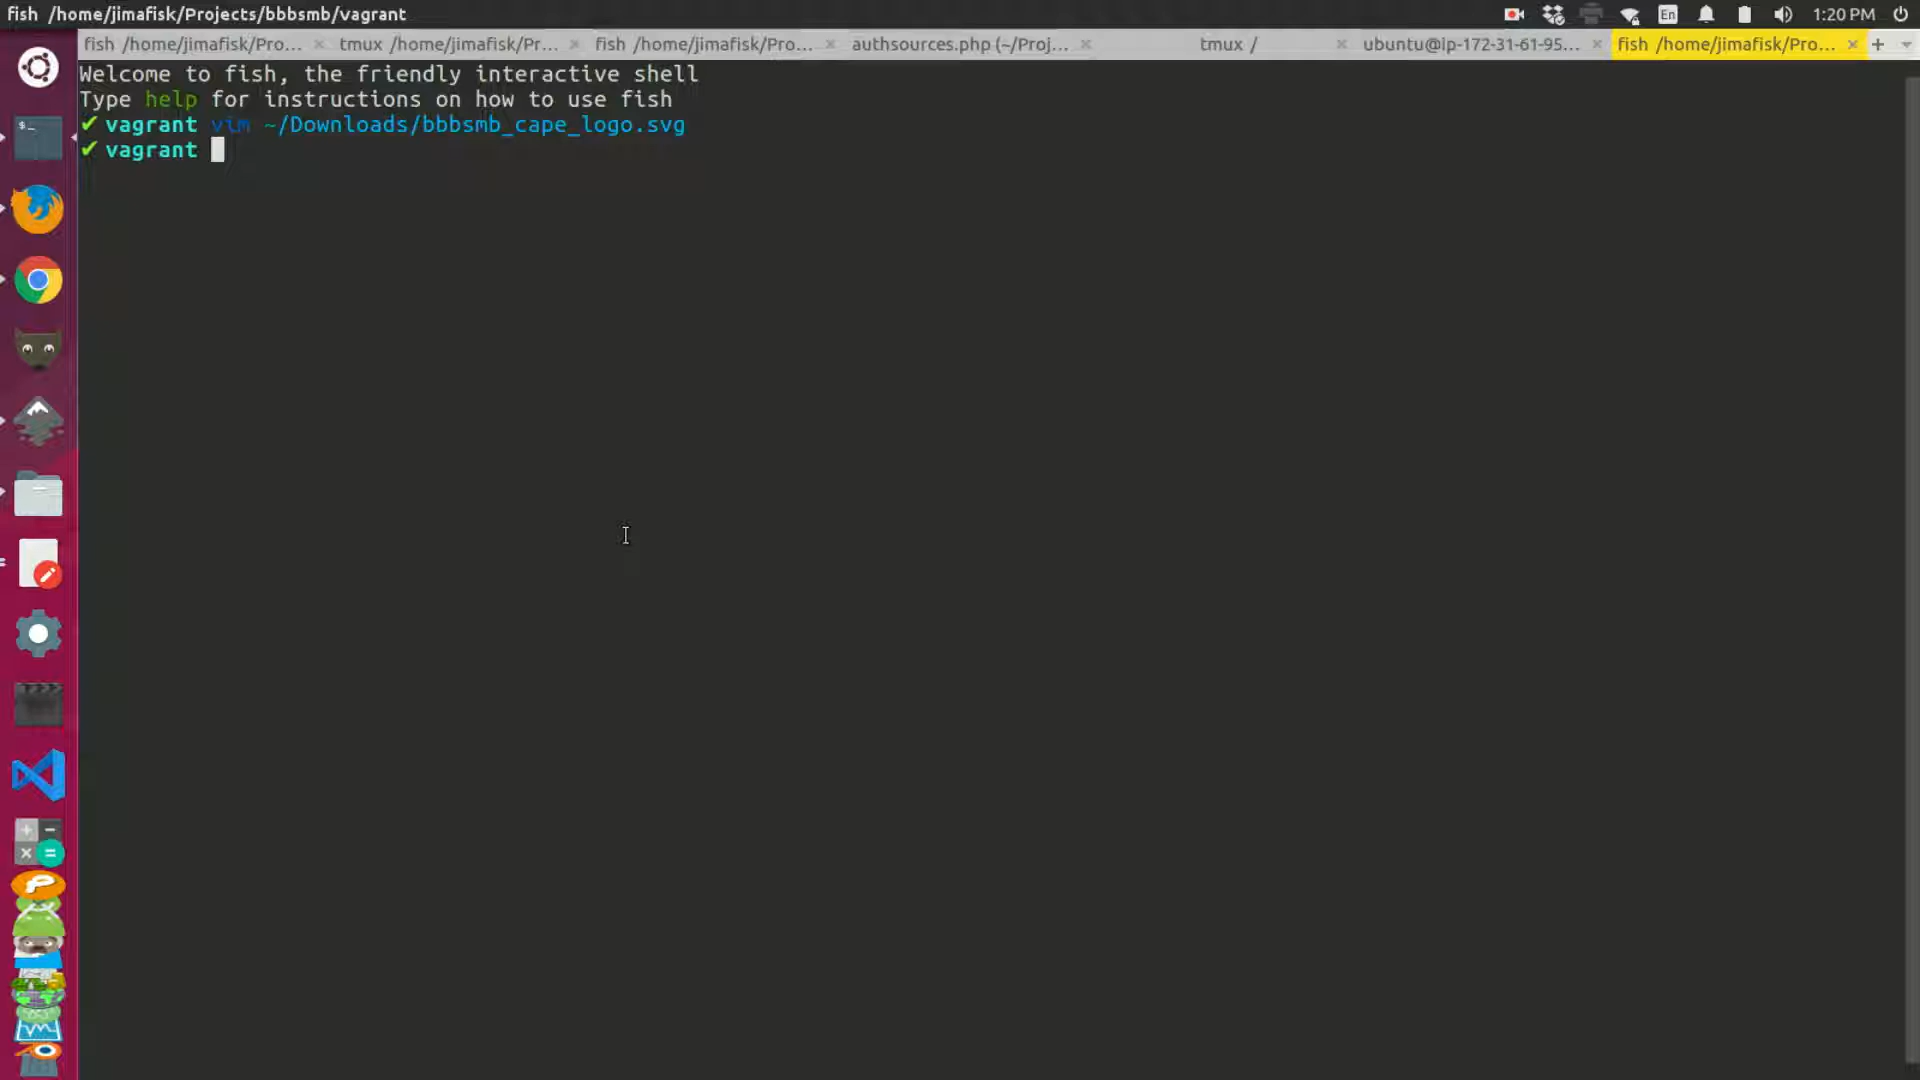 fish /home/jimafisk/Projects/bbbsmb/vagrant
En
1:20 PM
fish /home/jimafisk/Pro...
tmux /home/jimafisk/Pr...
fish /home/jimafisk/Pro...
authsources.php (~/Proj...
tmux /
ubuntu@ip-172-31-61-95...
fish /home/jimafisk/Pro...
Welcome to fish, the friendly interactive shell
Type help for instructions on how to use fish
✔ vagrant vim ~/Downloads/bbbsmb_cape_logo.svg
✔ vagrant